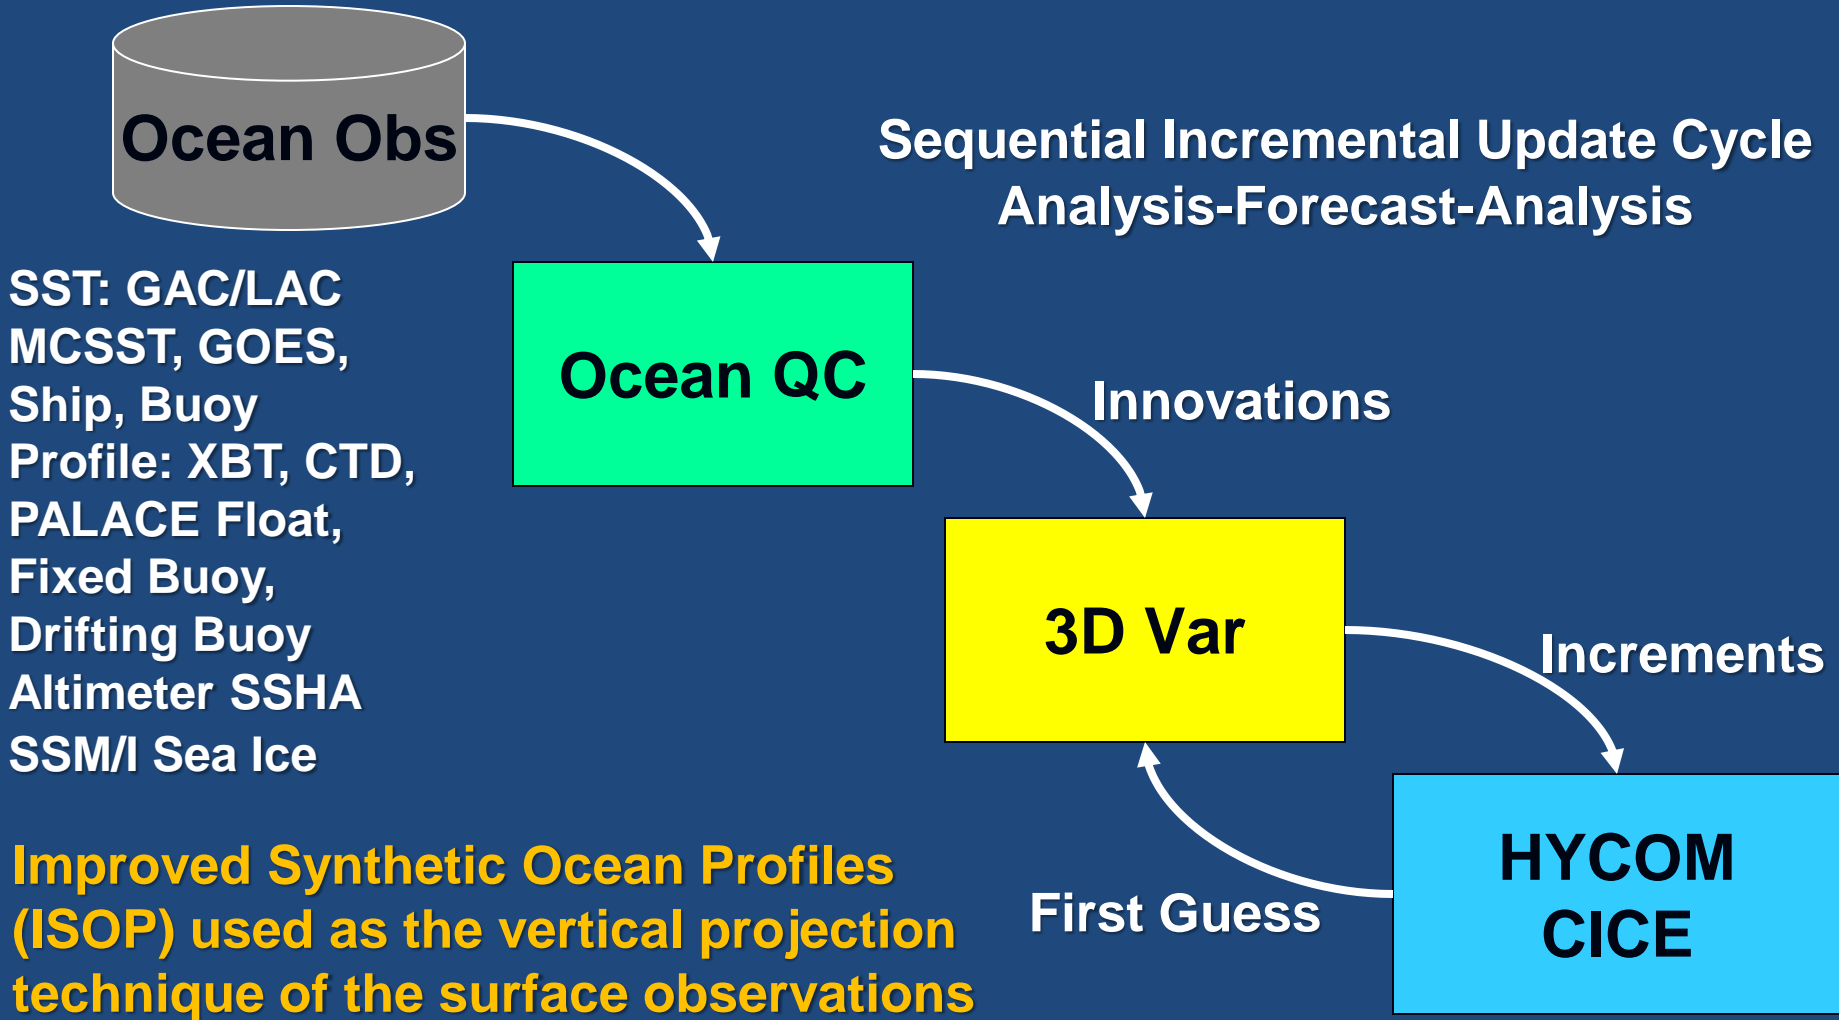 Ocean Obs
Sequential Incremental Update Cycle
Analysis-Forecast-Analysis
SST: GAC/LAC
MCSST, GOES,
Ship, Buoy
Profile: XBT, CTD,
PALACE Float,
Fixed Buoy,
Drifting Buoy
Altimeter SSHA
SSM/I Sea Ice
Ocean QC
Innovations
3D Var
Increments
First Guess
HYCOM
CICE
Improved Synthetic Ocean Profiles
(ISOP) used as the vertical projection
technique of the surface observations